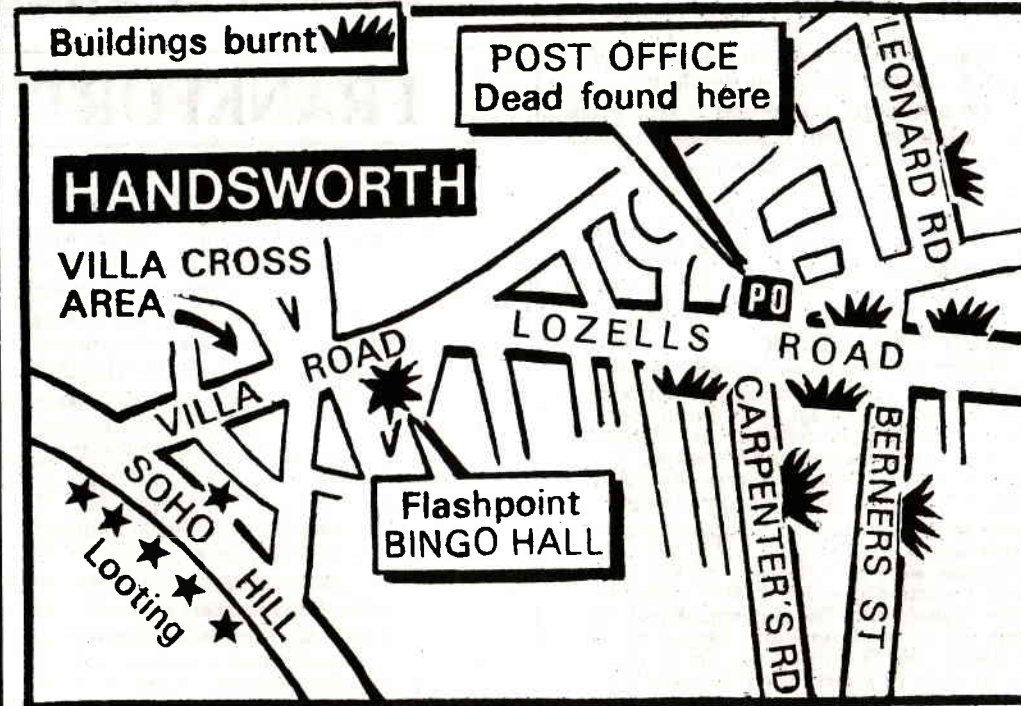 Buildings burnt
POST OFFICE
Dead found here
LEONARD RD
HANDSWORTH
VILLA CROSS
AREA
PO
LOZELLS ROAD
VILLA ROAD
SOHO HILL
Looting
Flashpoint
BINGO HALL
CARPENTER'S RD
BERNERS ST